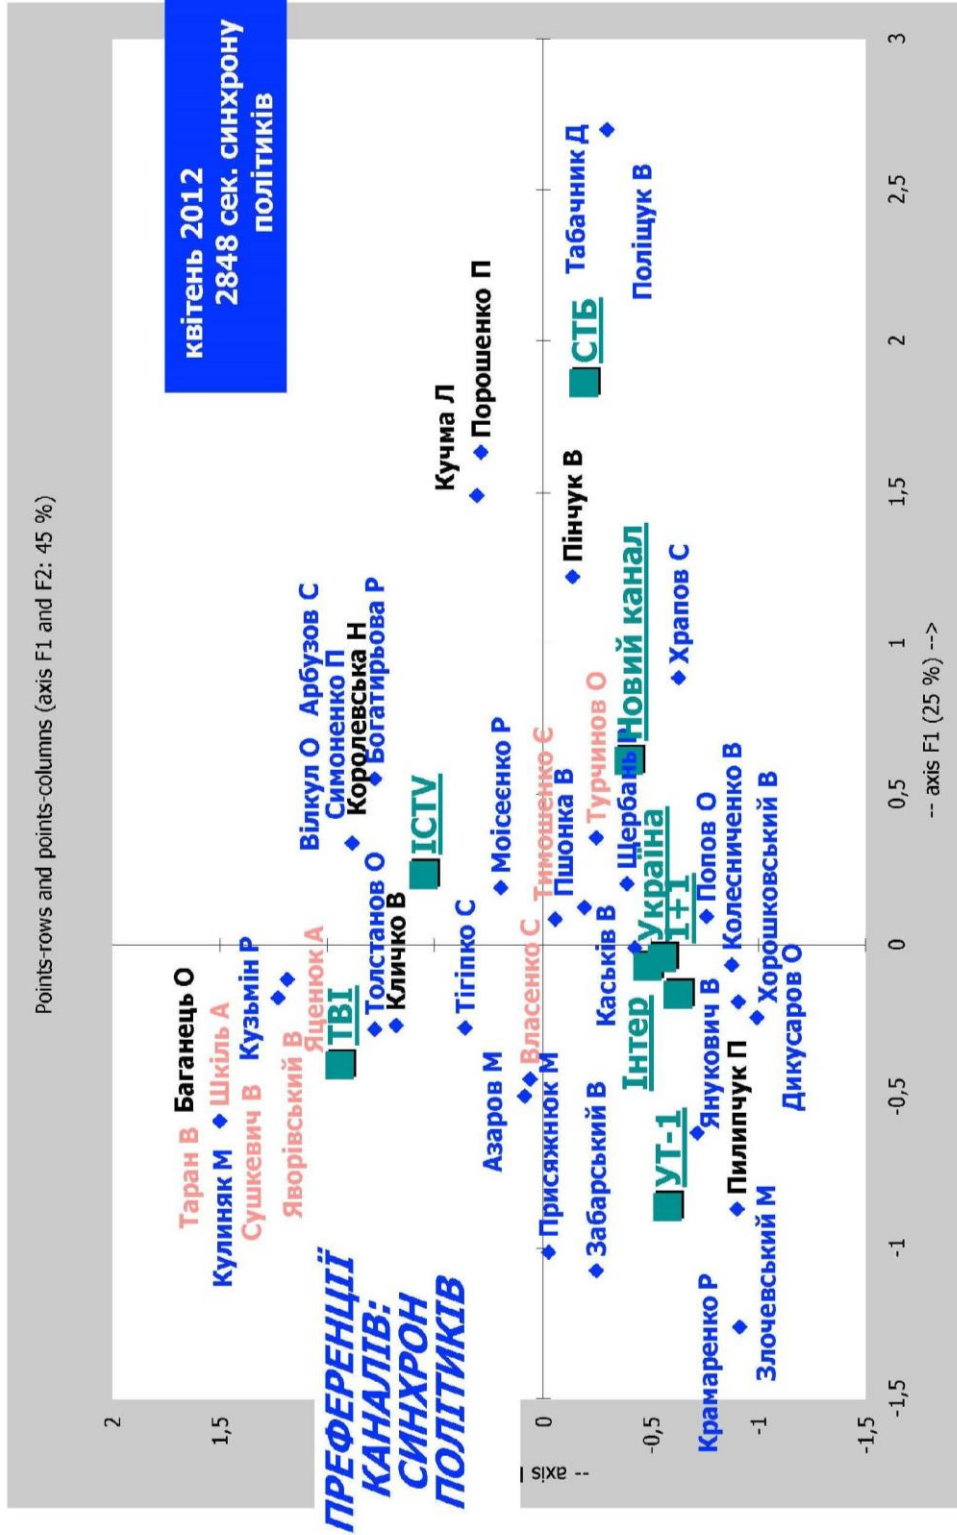 Points-rows and points-columns (axis F1 and F2: 45 %)
квітень 2012
2848 сек. синхрону
політиків
ПРЕФЕРЕНЦІЇ
КАНАЛІВ:
СИНХРОН
ПОЛІТИКІВ
Таран В
Баганець О
Кулиняк М
Шкіль А
Сушкевич В
Кузьмін Р
Яворівський В
Яценюк А
ТВІ
Толстанов О
Кличко В
Вілкул О Арбузов С
Симоненко П
Королевська Н
Богатирьова Р
ІСТV
Тігіпко С
Моісеєнко Р
Кучма Л
Порошенко П
Азаров М
Власенко С
Тимошенко Є
Присяжнюк М
Пшонка В
Пінчук В
СТБ
Табачник Д
Поліщук В
Забарський В
Каськів В
Турчинов О
Щербань
Новий канал
Інтер
Україна
1+1
УТ-1
Храпов С
Янукович В
Попов О
Крамаренко Р
Пилипчук П
Колесниченко В
Злочевський М
Хорошковський В
Дикусаров О
2
1,5
0
-0,5
-1
-1,5
-- axis
-1,5
-1
-0,5
0
0,5
1
1,5
2
2,5
3
-- axis F1 (25 %) -->